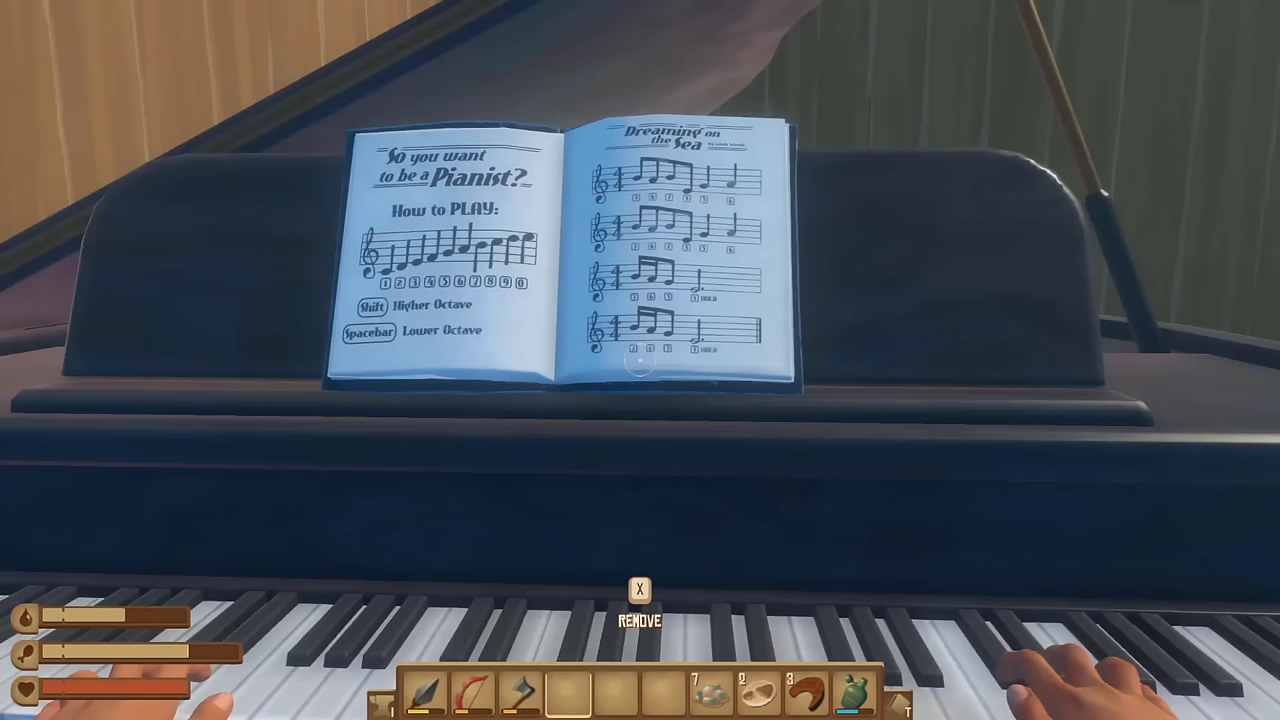 So you want
to be a Pianist?
How to PLAY:
1 2 3 4 5 6 7 8 9 0
Shift Higher Octave
Spacebar Lower Octave
Dreaming on
the Sea
HOLD
HOLD
X
REMOVE
7
2
3
T